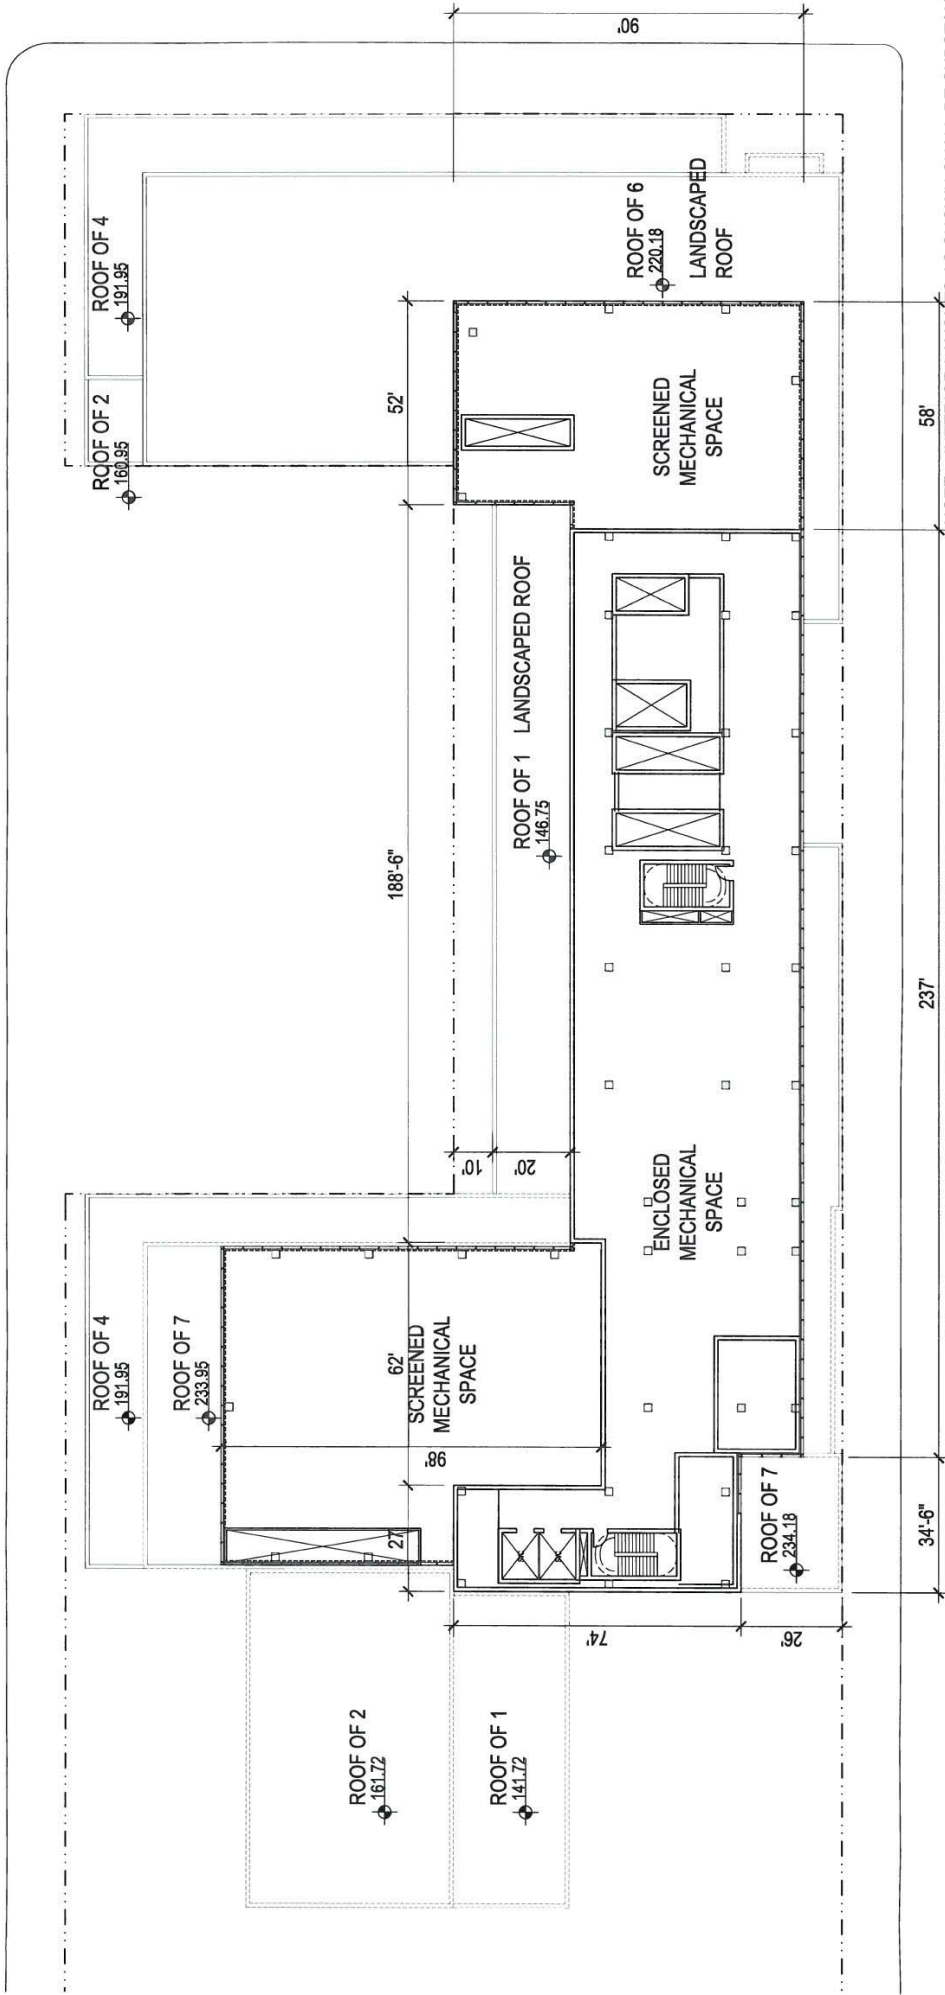 ROOF OF 4
191.95
ROOF OF 2
160.95
ROOF OF 4
191.95
ROOF OF 7
233.95
ROOF OF 2
161.72
27'
62'
188'-6"
52'
98'
SCREENED
MECHANICAL
SPACE
10'
20'
ROOF OF 1
141.72
ROOF OF 1 LANDSCAPED ROOF
146.75
90'
ROOF OF 6
220.18
LANDSCAPED
ROOF
SCREENED
MECHANICAL
SPACE
ENCLOSED
MECHANICAL
SPACE
74'
26'
ROOF OF 7
234.18
34'-6"
237'
58'